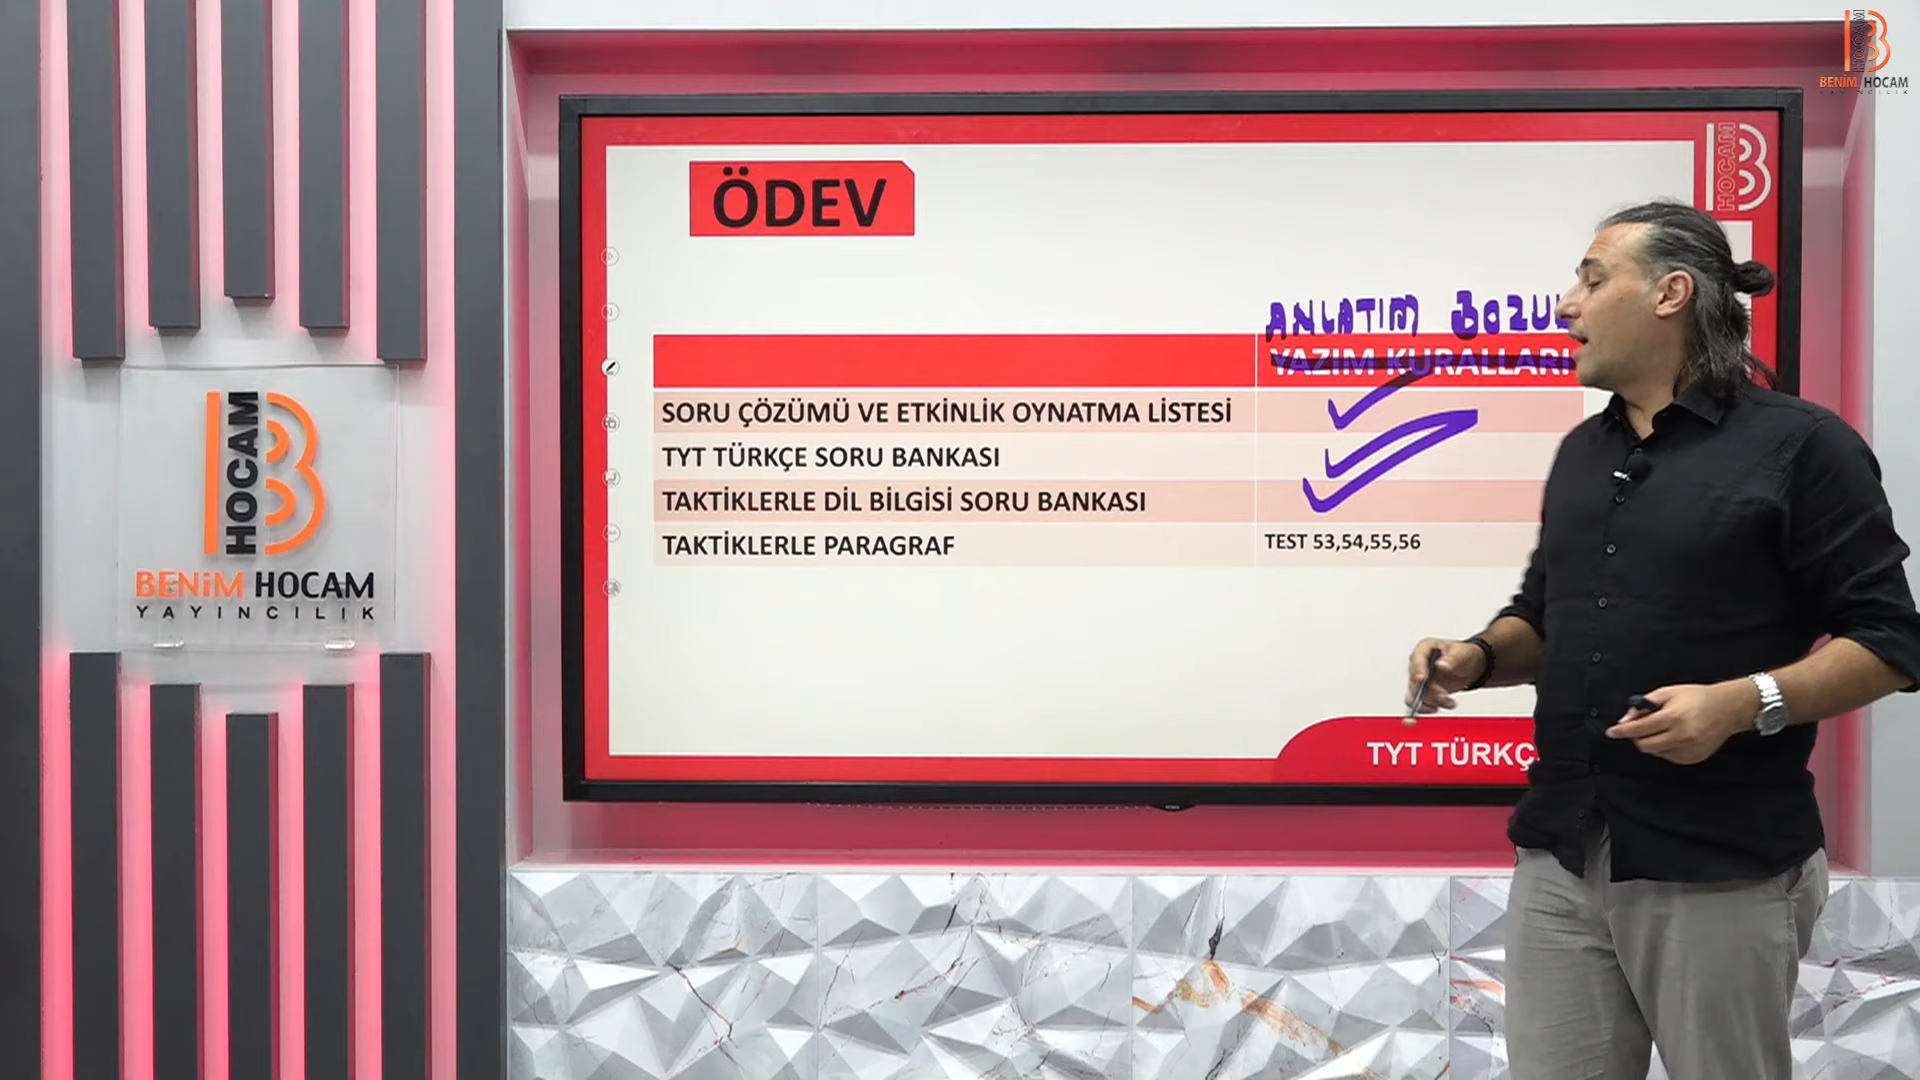 HOCAM
BENİM HOCAM
YAYINCILIK
HOCAM
ÖDEV
ANLATIM
YAZIM KURALLARI
SORU ÇÖZÜMÜ VE ETKİNLİK OYNATMA LİSTESİ
TYT TÜRKÇE SORU BANKASI
TAKTİKLERLE DİL BİLGİSİ SORU BANKASI
TAKTİKLERLE PARAGRAF
TEST 53,54,55,56
TYT TÜRKÇ
HOCAM
BENİM HOCAM
YAYINCILIK